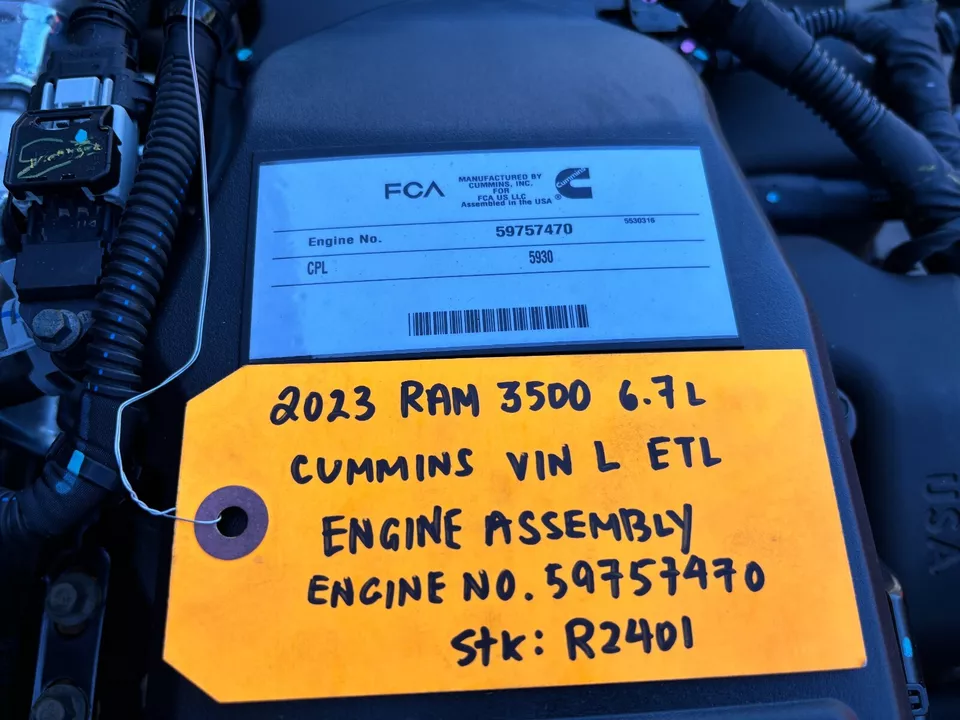 FCA
MANUFACTURED BY
CUMMINS, INC.
FOR
FCA US LLC
Assembled in the USA
Cummins
®
Engine No. 59757470 5530316
CPL 5930
2023 RAM 3500 6.7L
CUMMINS VIN L ETL
ENGINE ASSEMBLY
ENGINE NO. 59757470
Stk: R2401
USA